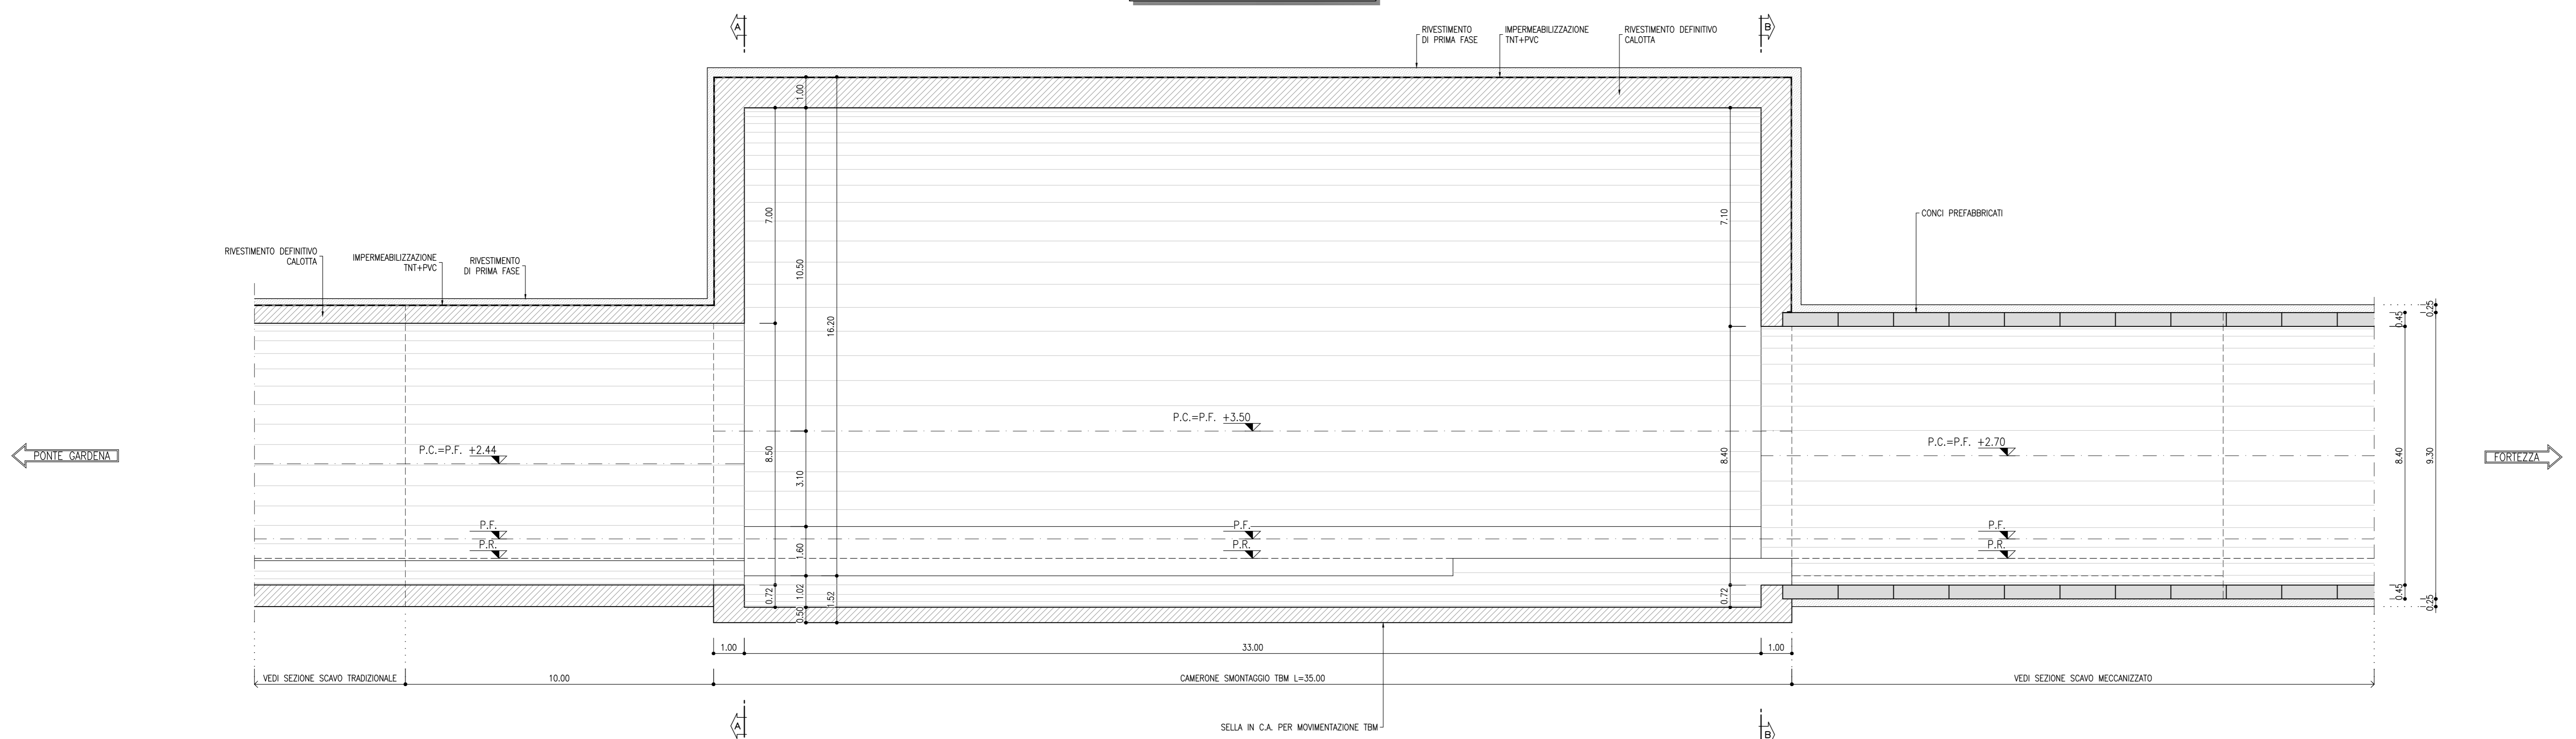 A
B
RIVESTIMENTO
DI PRIMA FASE
IMPERMEABILIZZAZIONE
TNT+PVC
RIVESTIMENTO DEFINITIVO
CALOTTA
1.00
7.00
10.50
16.20
7.10
CONCI PREFABBRICATI
RIVESTIMENTO DEFINITIVO
CALOTTA
IMPERMEABILIZZAZIONE
TNT+PVC
RIVESTIMENTO
DI PRIMA FASE
0.25
0.45
P.C.=P.F. +3.50
P.C.=P.F. +2.44
P.C.=P.F. +2.70
8.50
3.10
8.40
8.40
9.30
PONTE GARDENA
FORTEZZA
P.F.
P.R.
P.F.
P.R.
P.F.
P.R.
1.60
0.72
1.02
1.52
0.50
0.72
0.45
0.25
1.00
33.00
1.00
VEDI SEZIONE SCAVO TRADIZIONALE
10.00
CAMERONE SMONTAGGIO TBM L=35.00
VEDI SEZIONE SCAVO MECCANIZZATO
SELLA IN C.A. PER MOVIMENTAZIONE TBM
A
B